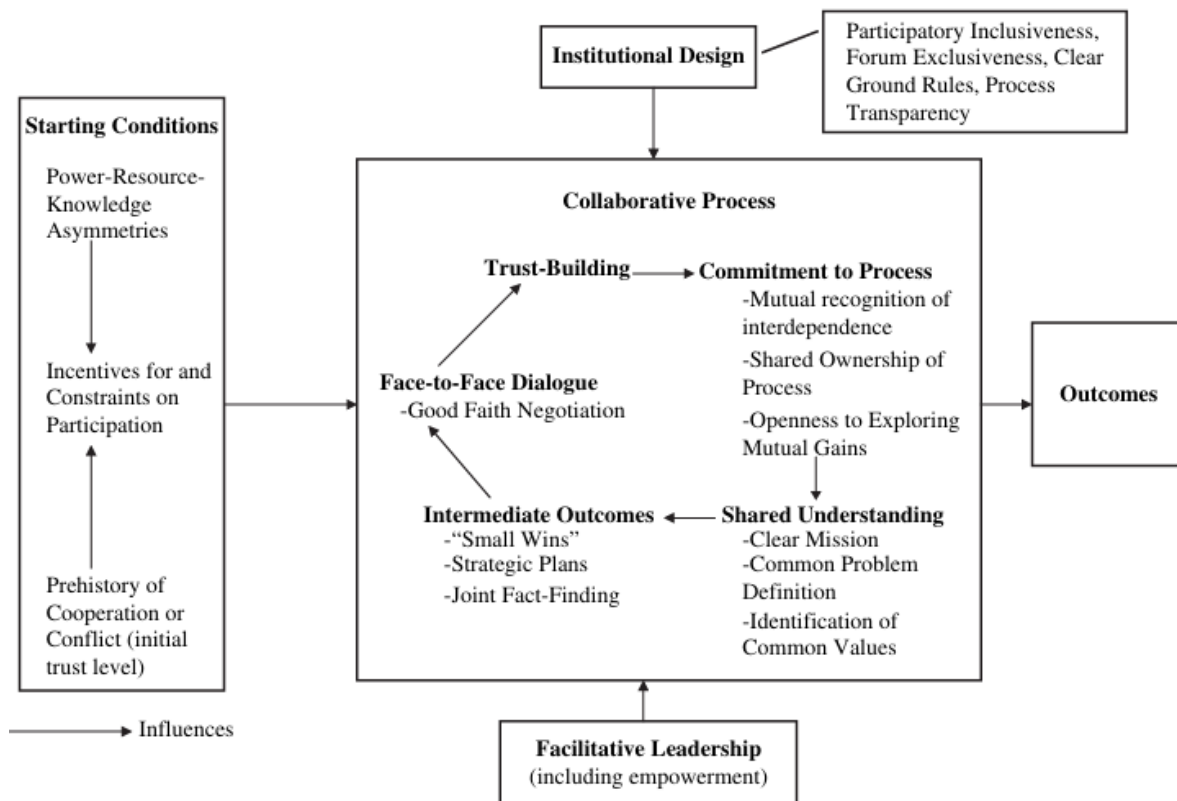 Institutional Design
Participatory Inclusiveness,
Forum Exclusiveness, Clear
Ground Rules, Process
Transparency
Starting Conditions
Power-Resource-
Knowledge
Asymmetries
Incentives for and
Constraints on
Participation
Prehistory of
Cooperation or
Conflict (initial
trust level)
Influences
Collaborative Process
Trust-Building
Commitment to Process
-Mutual recognition of
interdependence
-Shared Ownership of
Process
-Openness to Exploring
Mutual Gains
Face-to-Face Dialogue
-Good Faith Negotiation
Intermediate Outcomes
-“Small Wins”
-Strategic Plans
-Joint Fact-Finding
Shared Understanding
-Clear Mission
-Common Problem
Definition
-Identification of
Common Values
Outcomes
Facilitative Leadership
(including empowerment)